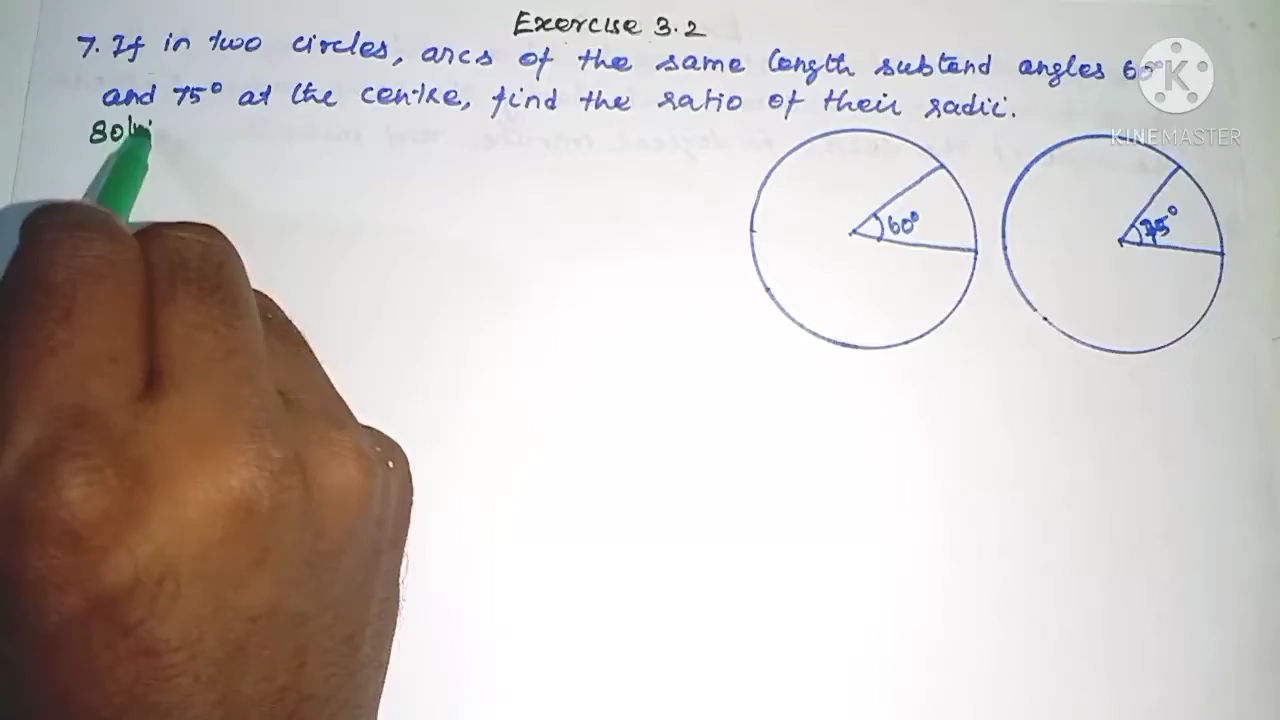 Exercise 3.2
7. If in two circles, arcs of the same length subtend angles 60°
and 75° at the centre, find the ratio of their radii.
Soln:
60°
75°
K
KINEMASTER